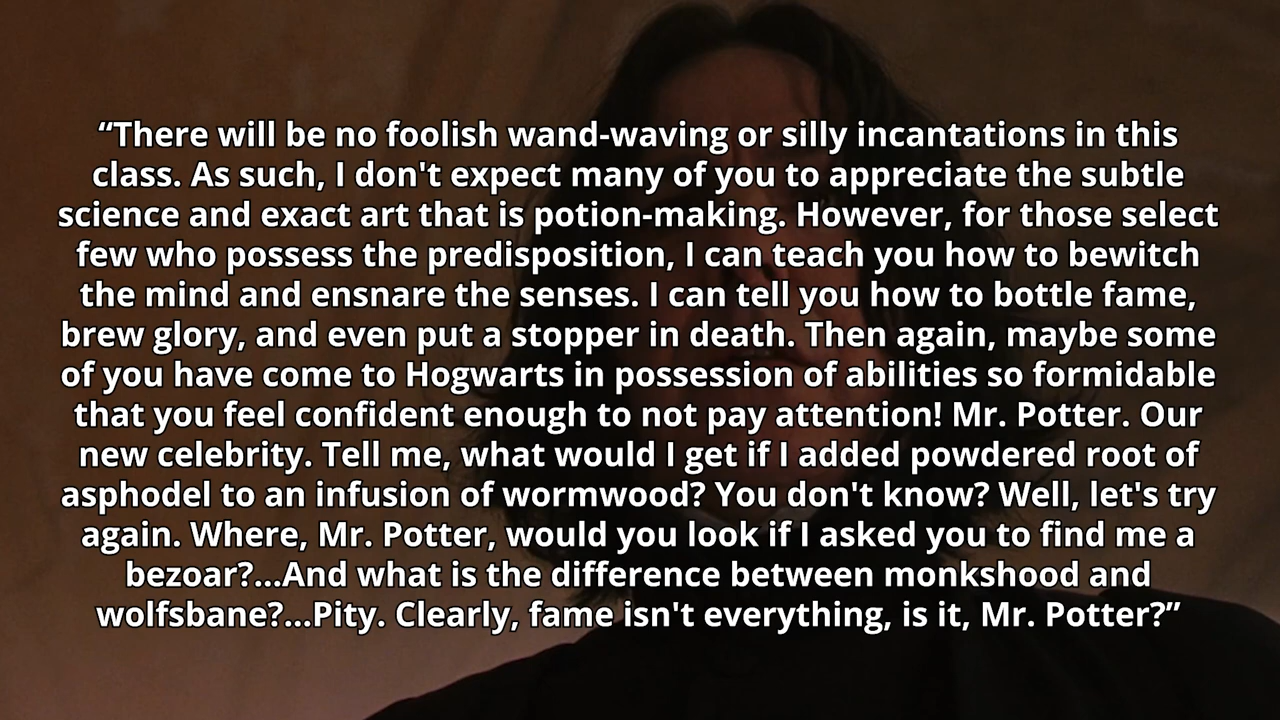 “There will be no foolish wand-waving or silly incantations in this
class. As such, I don't expect many of you to appreciate the subtle
science and exact art that is potion-making. However, for those select
few who possess the predisposition, I can teach you how to bewitch
the mind and ensnare the senses. I can tell you how to bottle fame,
brew glory, and even put a stopper in death. Then again, maybe some
of you have come to Hogwarts in possession of abilities so formidable
that you feel confident enough to not pay attention! Mr. Potter. Our
new celebrity. Tell me, what would I get if I added powdered root of
asphodel to an infusion of wormwood? You don't know? Well, let's try
again. Where, Mr. Potter, would you look if I asked you to find me a
bezoar?...And what is the difference between monkshood and
wolfsbane?...Pity. Clearly, fame isn't everything, is it, Mr. Potter?”